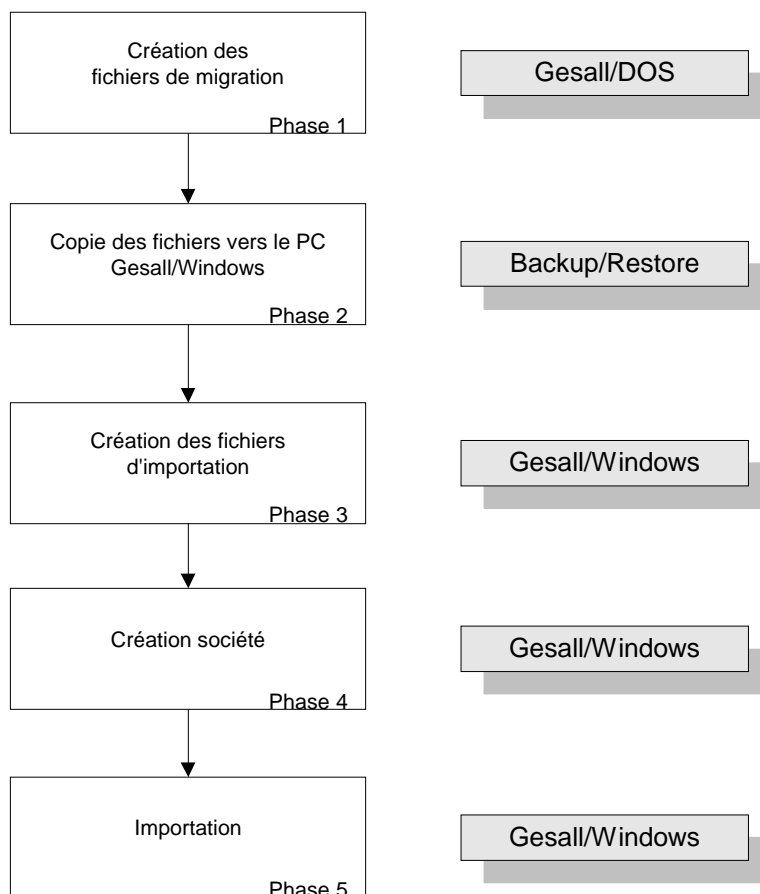 Création des
fichiers de migration
Phase 1
Gesall/DOS
Copie des fichiers vers le PC
Gesall/Windows
Phase 2
Backup/Restore
Création des fichiers
d'importation
Phase 3
Gesall/Windows
Création société
Phase 4
Gesall/Windows
Importation
Phase 5
Gesall/Windows